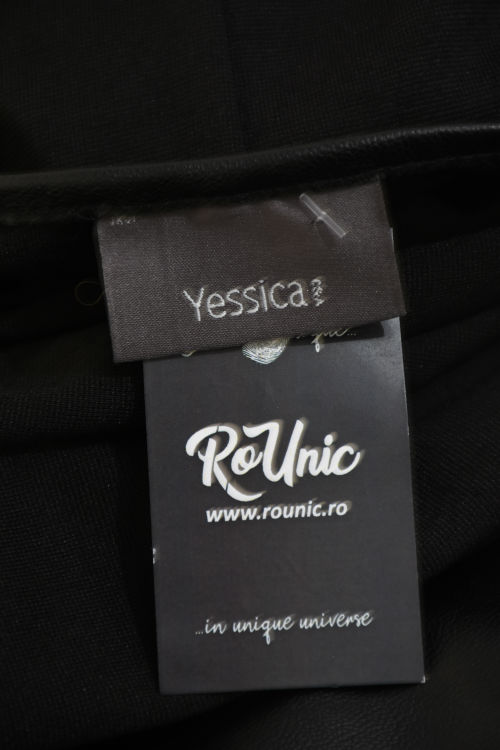 Yessica
RoUnic
www.rounic.ro
...in unique universe